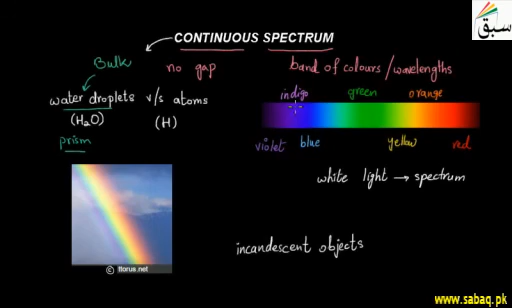 سبق
CONTINUOUS SPECTRUM
Bulk
no gap
band of colours/wavelengths
water droplets v/s atoms
(H₂O) (H)
prism
indigo green orange
violet blue yellow red
white light → spectrum
incandescent objects
© ttorus.net
www.sabaq.pk